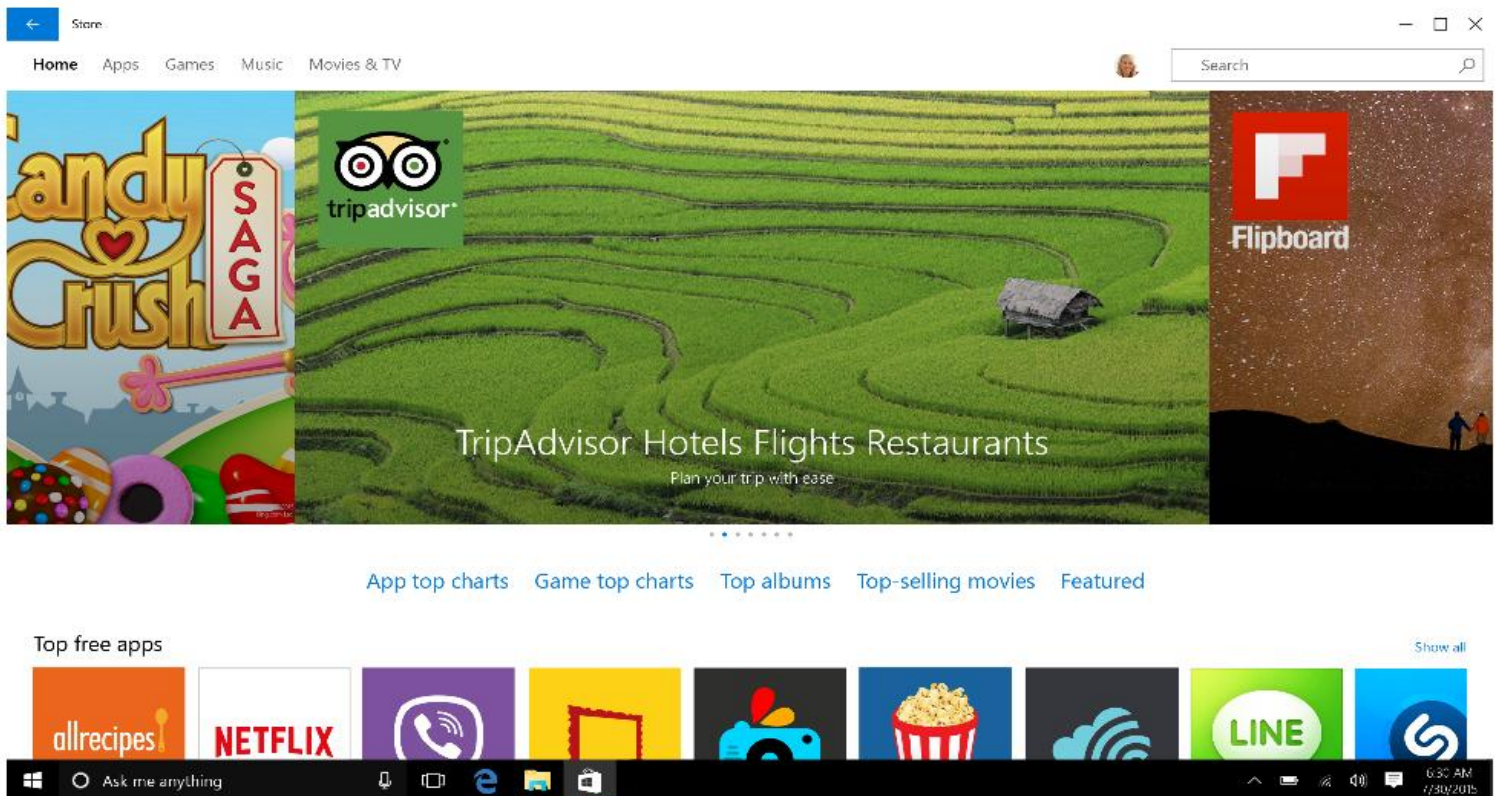 Store
Home Apps Games Music Movies & TV Search
Candy
Crush
SAGA
tripadvisor
Flipboard
TripAdvisor Hotels Flights Restaurants
Plan your trip with ease
App top charts Game top charts Top albums Top-selling movies Featured
Top free apps Show all
allrecipes NETFLIX LINE
Ask me anything 6:30 AM
7/30/2015